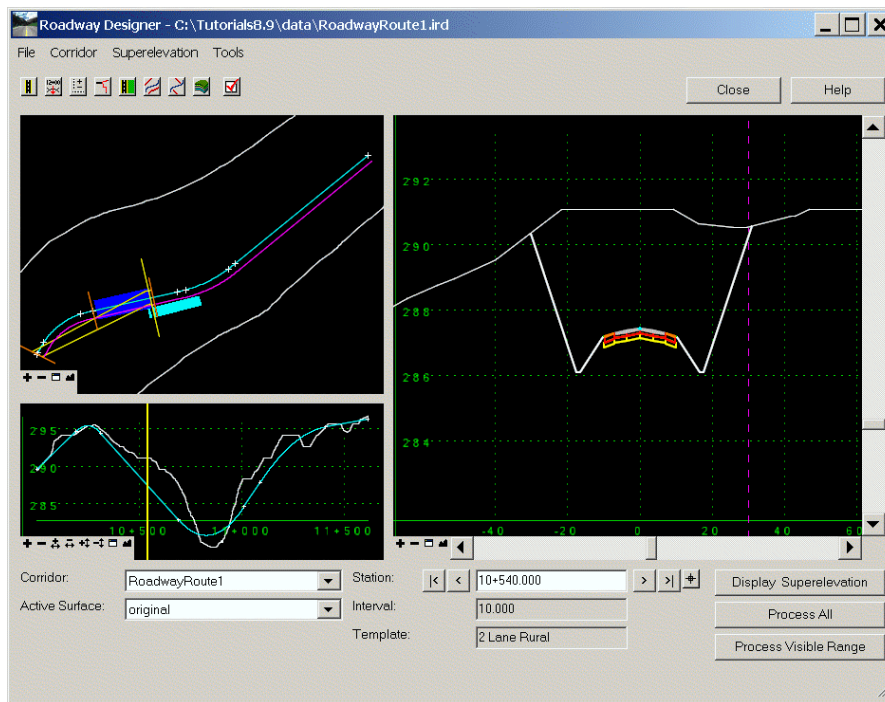 Roadway Designer - C:\Tutorials8.9\data\RoadwayRoute1.ird
File Corridor Superelevation Tools
Close Help
292
290
288
286
284
-40 -20 0 20 40 60
295
290
285
10+500 11+000 11+500
Corridor: RoadwayRoute1
Active Surface: original
Station: |< < 10+540.000 > >|
Interval: 10.000
Template: 2 Lane Rural
Display Superelevation
Process All
Process Visible Range